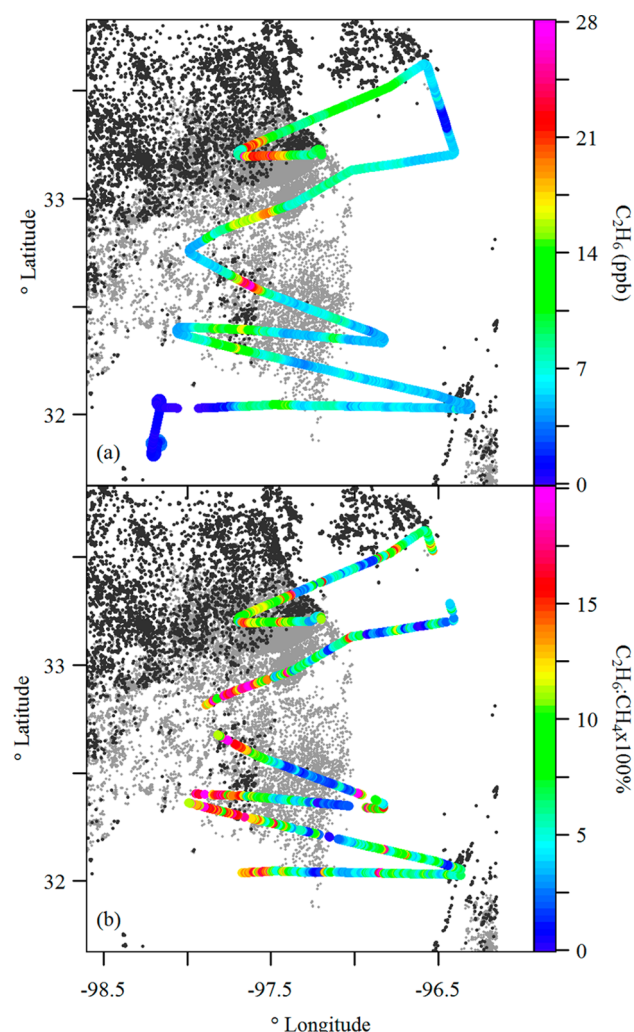 28
21
33
14
° Latitude
C2H6 (ppb)
7
32
(a)
0
15
33
10
° Latitude
C2H6:CH4x100%
5
32
(b)
0
-98.5 -97.5 -96.5
° Longitude